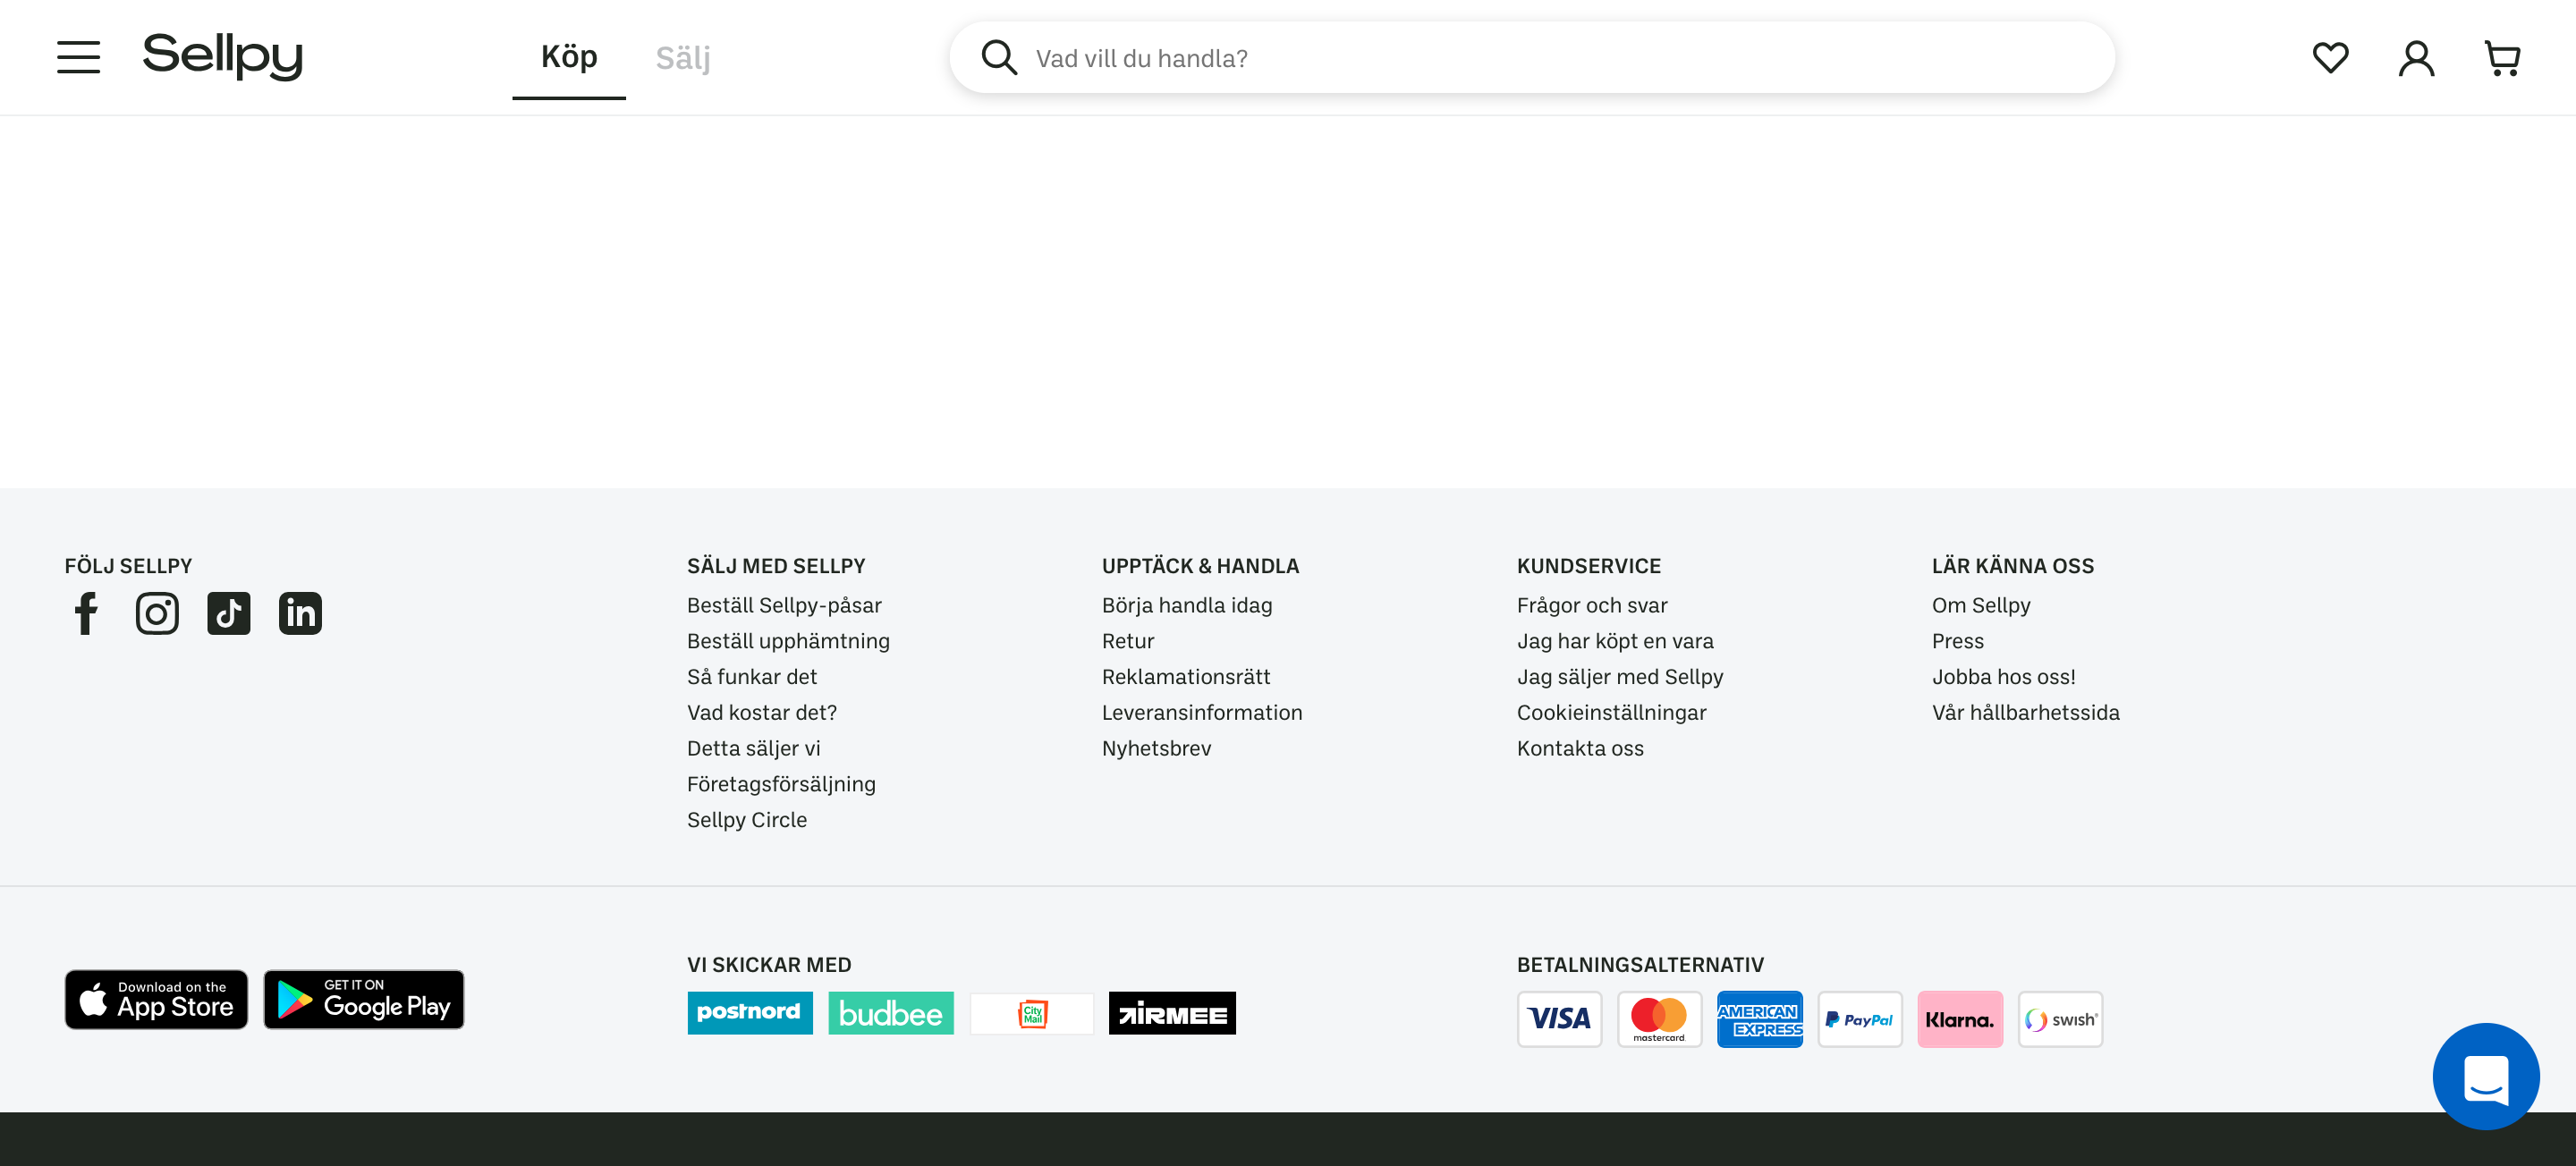 Sellpy
Köp
Sälj
Vad vill du handla?
FÖLJ SELLPY
SÄLJ MED SELLPY
Beställ Sellpy-påsar
Beställ upphämtning
Så funkar det
Vad kostar det?
Detta säljer vi
Företagsförsäljning
Sellpy Circle
UPPTÄCK & HANDLA
Börja handla idag
Retur
Reklamationsrätt
Leveransinformation
Nyhetsbrev
KUNDSERVICE
Frågor och svar
Jag har köpt en vara
Jag säljer med Sellpy
Cookieinställningar
Kontakta oss
LÄR KÄNNA OSS
Om Sellpy
Press
Jobba hos oss!
Vår hållbarhetssida
Download on the
App Store
GET IT ON
Google Play
VI SKICKAR MED
postnord
budbee
City
Mail
AIRMEE
BETALNINGSALTERNATIV
VISA
mastercard
AMERICAN
EXPRESS
PayPal
Klarna.
swish